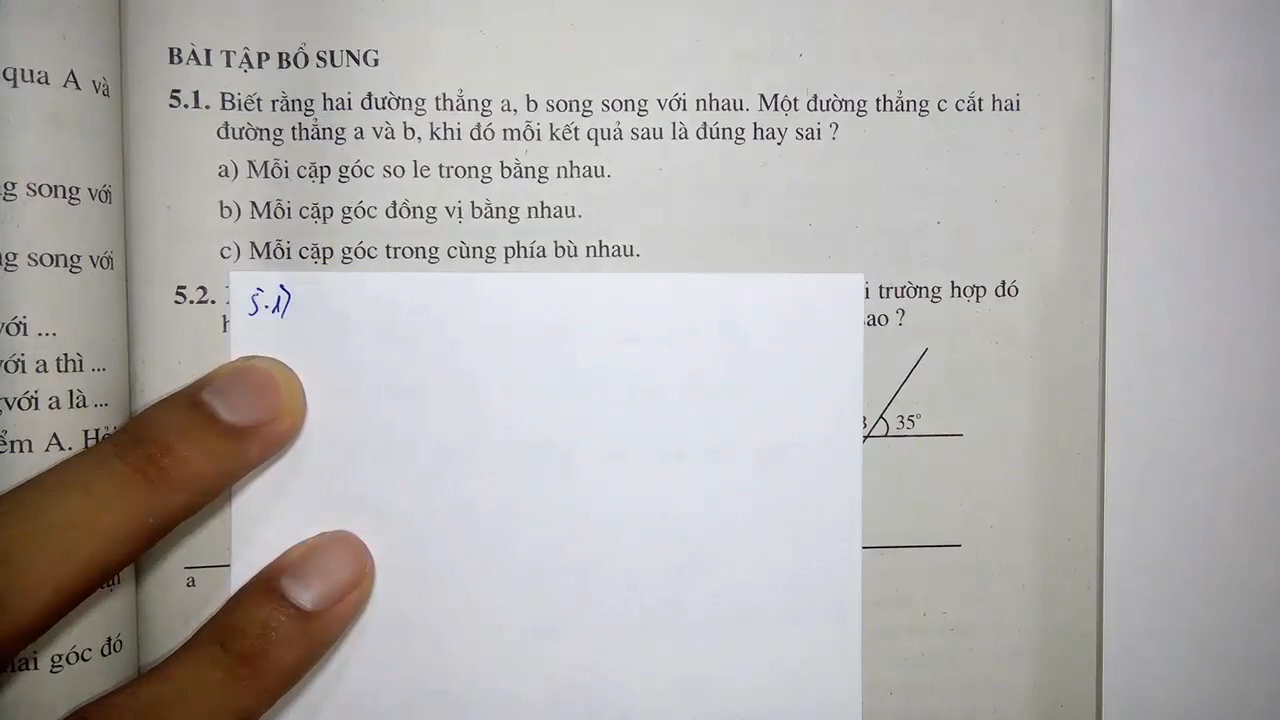 qua A và
g song với
g song với
với ...
với a thì ...
với a là ...
ểm A.
góc đó
BÀI TẬP BỔ SUNG
5.1. Biết rằng hai đường thẳng a, b song song với nhau. Một đường thẳng c cắt hai
đường thẳng a và b, khi đó mỗi kết quả sau là đúng hay sai ?
a) Mỗi cặp góc so le trong bằng nhau.
b) Mỗi cặp góc đồng vị bằng nhau.
c) Mỗi cặp góc trong cùng phía bù nhau.
5.2. i trường hợp đó
ao ?
5.1)
35°
a